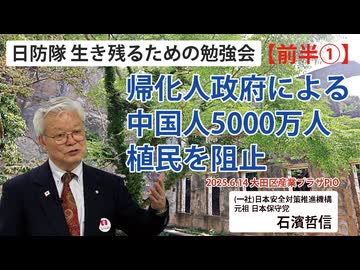 日防隊 生き残るための勉強会【前半①】
帰化人政府による
中国人5000万人
植民を阻止
2025.6.14 大田区産業プラザPiO
(一社)日本安全対策推進機構
元祖 日本保守党
石濱哲信